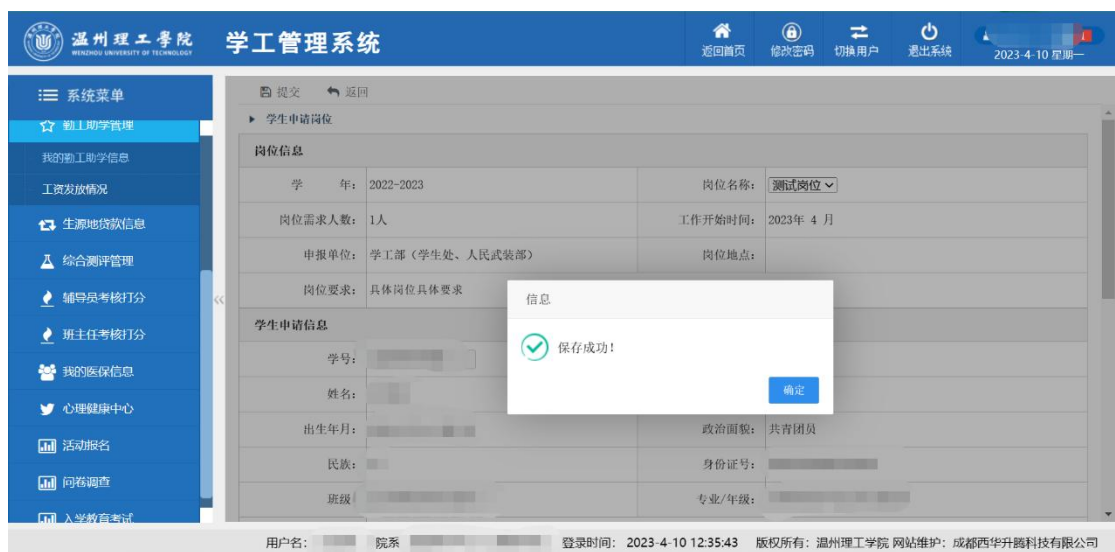 温州理工學院 学工管理系统 返回首页 修改密码 切换用户 退出系统
WENZHOU UNIVERSITY OF TECHNOLOGY
2023-4-10 星期一
系统菜单
勤工助学管理
我的勤工助学信息
工资发放情况
生源地贷款信息
综合测评管理
辅导员考核打分
班主任考核打分
我的医保信息
心理健康中心
活动报名
问卷调查
入学教育考试
提交 返回
学生申请岗位
岗位信息
学 年: 2022-2023 岗位名称: 测试岗位
岗位需求人数: 1人 工作开始时间: 2023年 4 月
申报单位: 学工部（学生处、人民武装部） 岗位地点:
岗位要求: 具体岗位具体要求
信息
保存成功!
确定
学生申请信息
学号:
姓名:
出生年月: 政治面貌: 共青团员
民族: 身份证号:
班级 专业/年级:
用户名: 院系 登录时间: 2023-4-10 12:35:43 版权所有: 温州理工学院 网站维护: 成都西华升腾科技有限公司